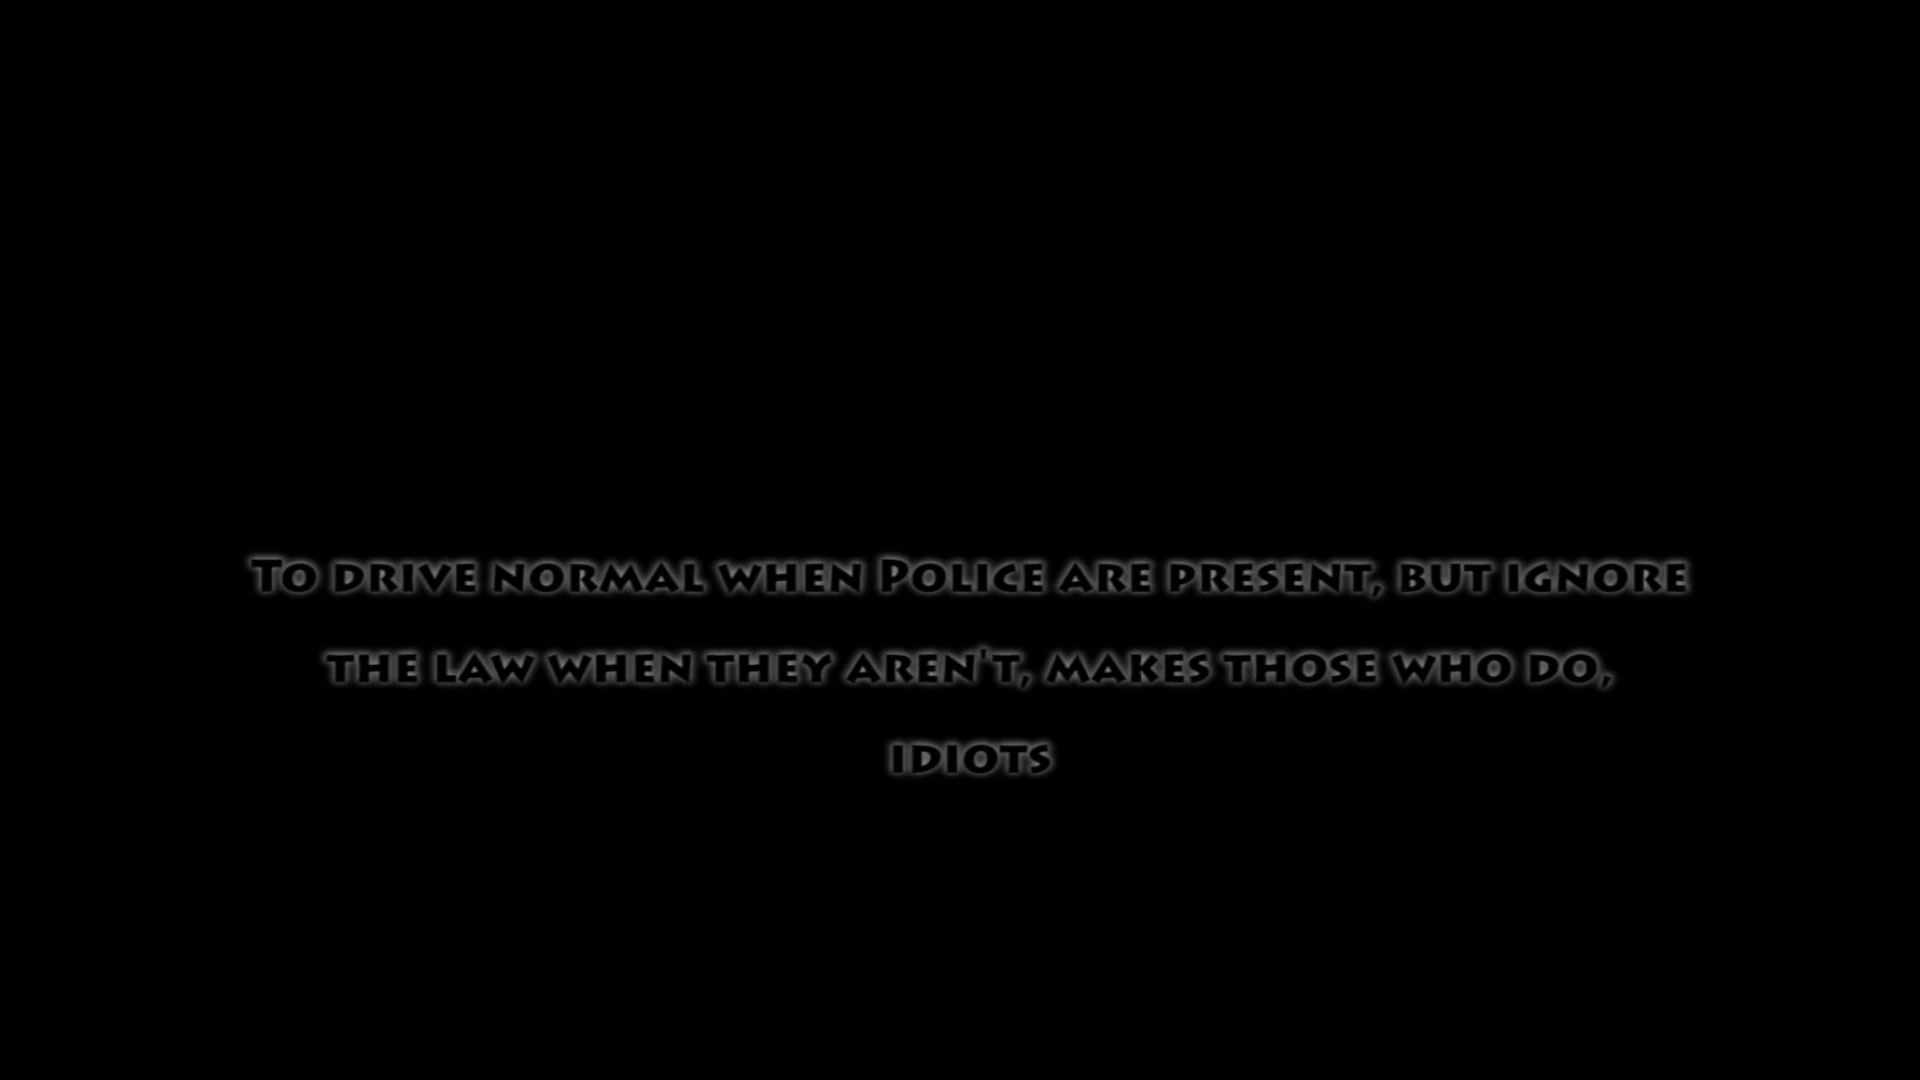 To drive normal when Police are present, but ignore
the law when they aren't, makes those who do,
idiots